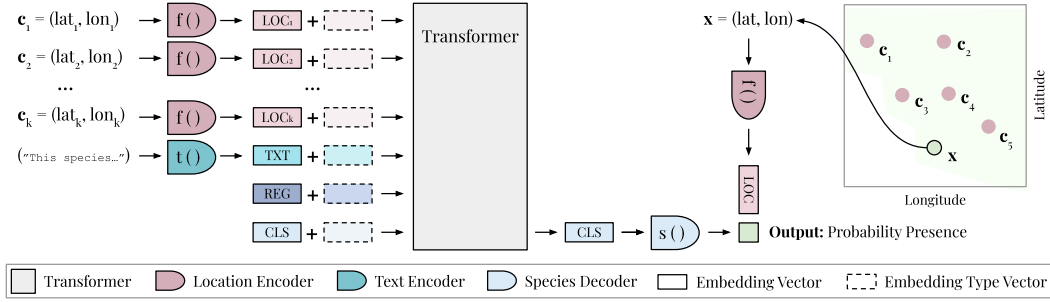 c₁ = (lat₁, lon₁) f ( ) LOC₁ +
c₂ = (lat₂, lon₂) f ( ) LOC₂ +
... ...
cₖ = (latₖ, lonₖ) f ( ) LOCₖ +
("This species…") t ( ) TXT +
REG +
CLS +
Transformer
CLS s ( )
x = (lat, lon)
f ( )
LOC
Output: Probability Presence
c₁ c₂
c₃ c₄
c₅
x
Latitude
Longitude
Transformer Location Encoder Text Encoder Species Decoder Embedding Vector Embedding Type Vector